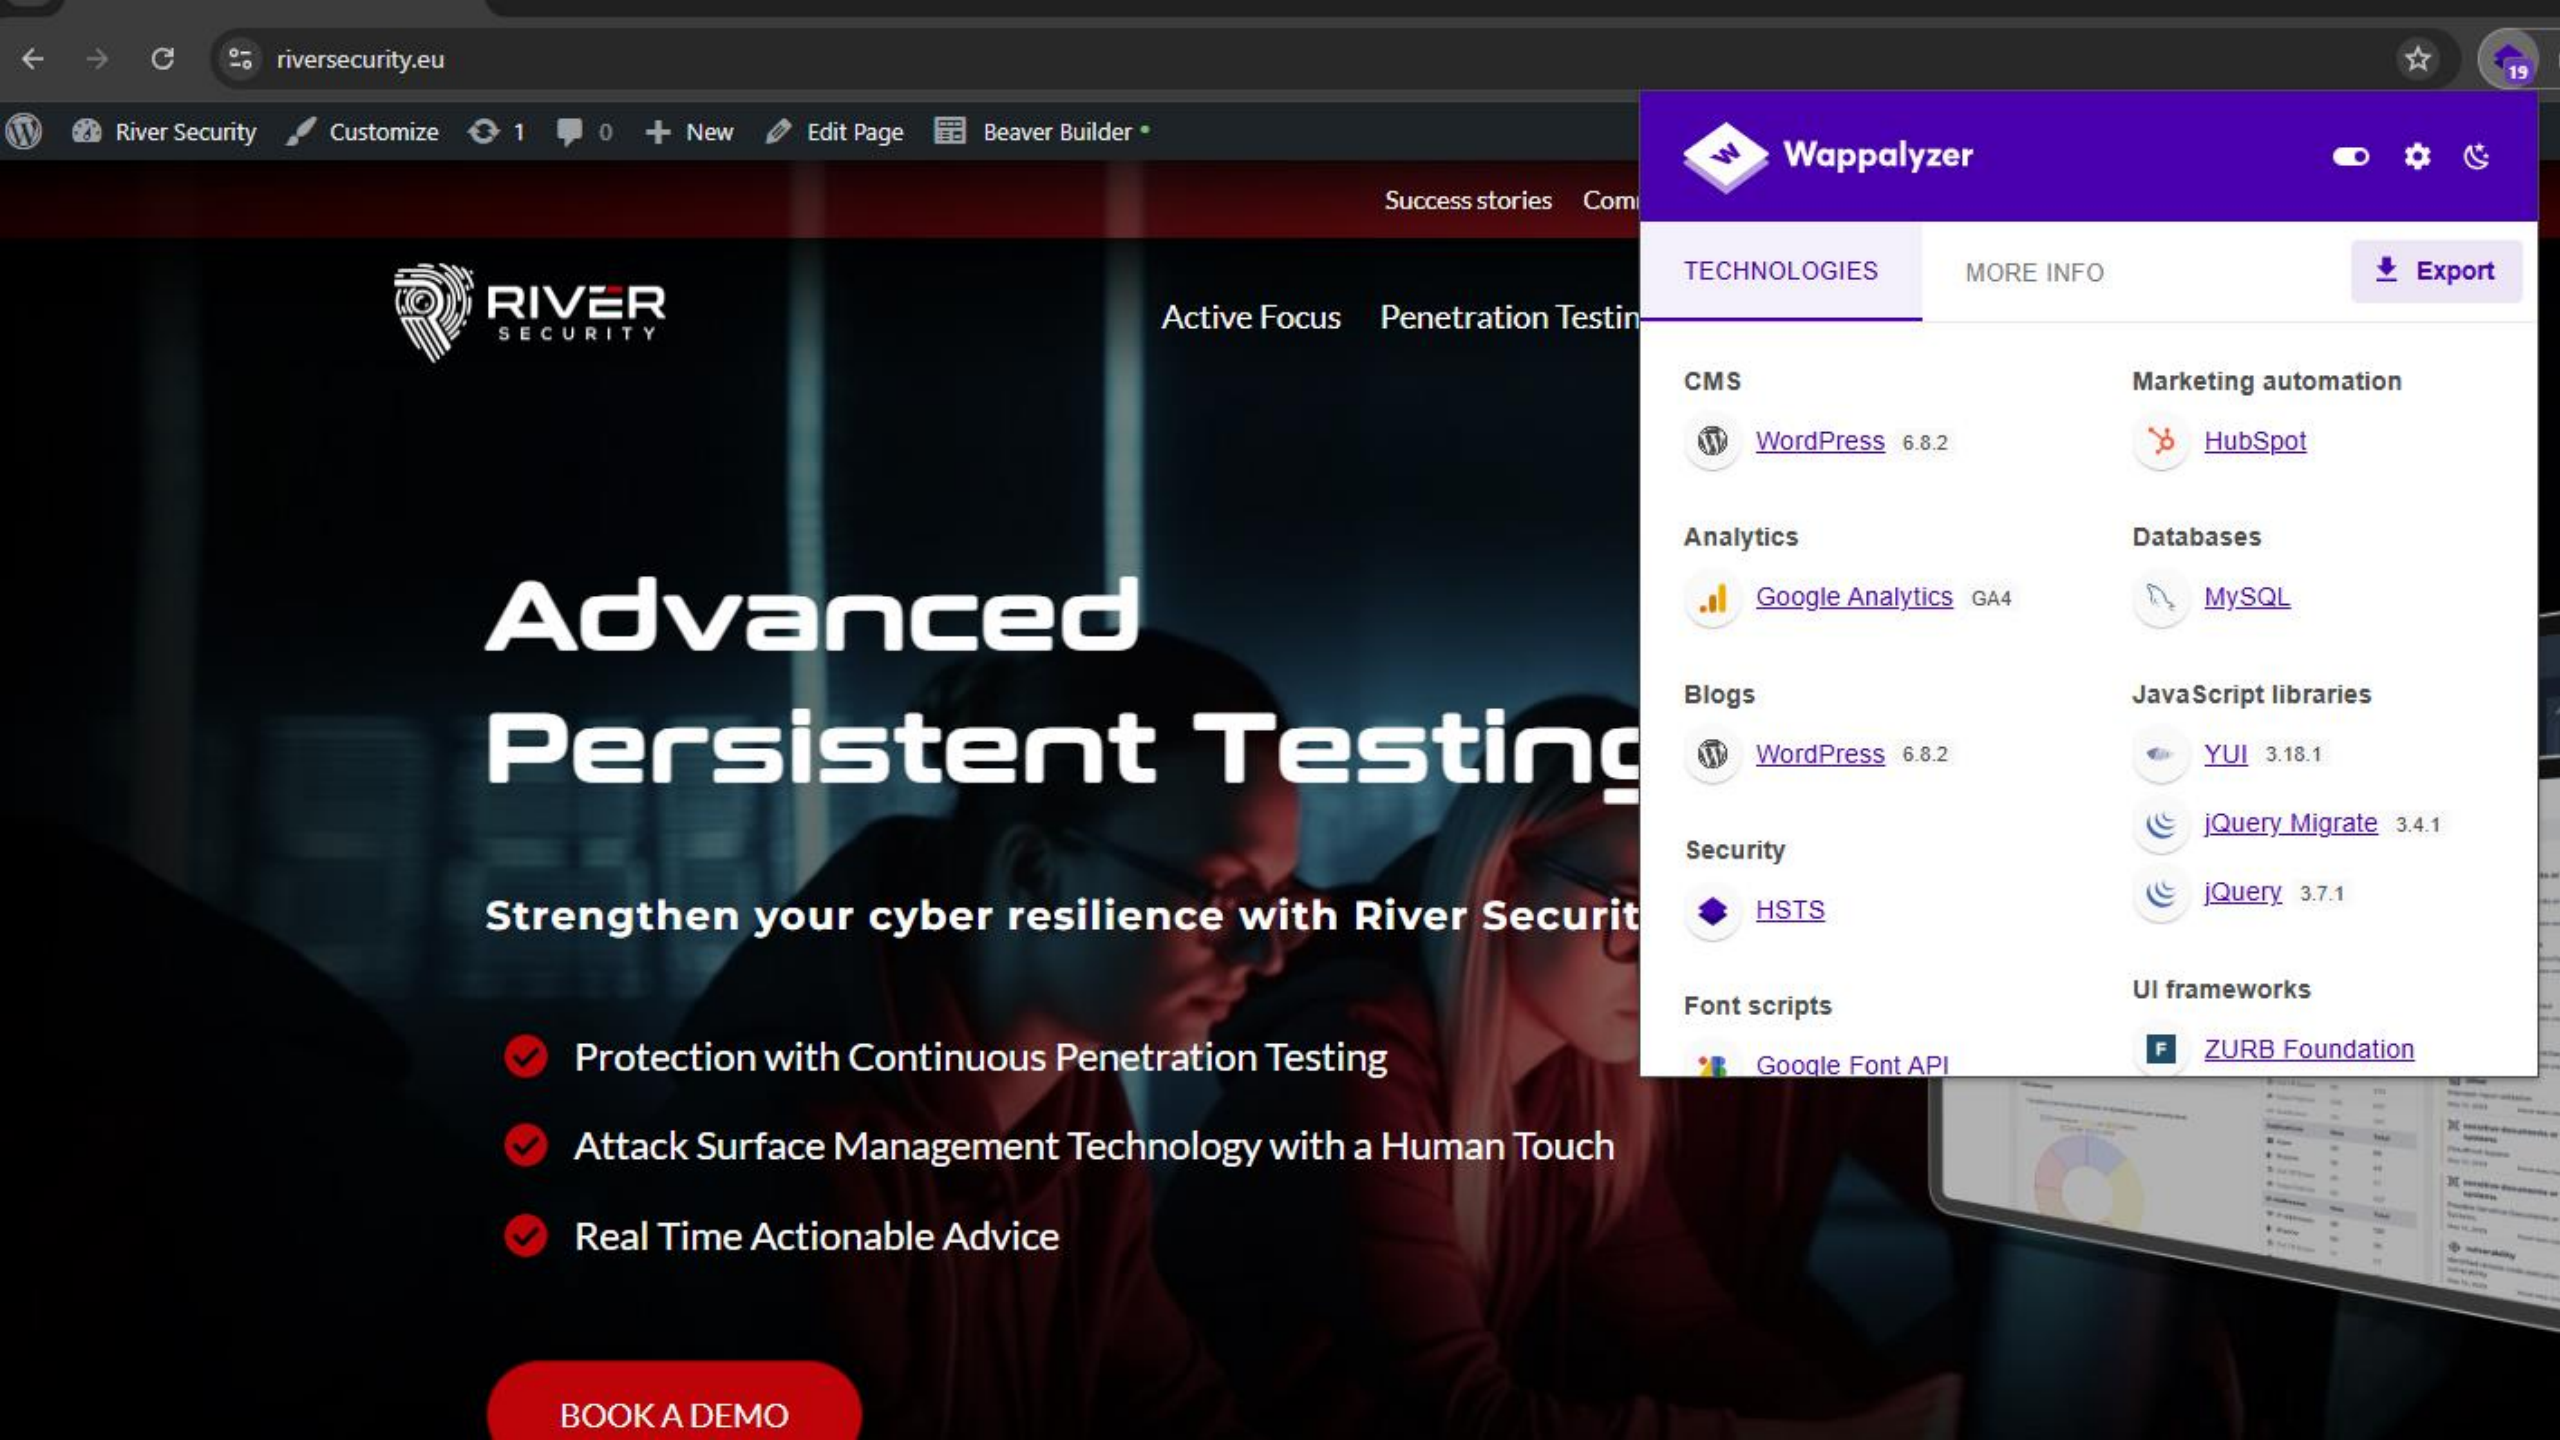 riversecurity.eu
19
River Security
Customize
1
0
New
Edit Page
Beaver Builder
Success stories
RIVER
SECURITY
Active Focus
Advanced
Persistent Testing
Strengthen your cyber resilience with River
Protection with Continuous Penetration Testing
Attack Surface Management Technology with a Human Touch
Real Time Actionable Advice
BOOK A DEMO
Penetration
Wappalyzer
TECHNOLOGIES
MORE INFO
Export
CMS
WordPress 6.8.2
Analytics
Google Analytics GA4
Blogs
WordPress 6.8.2
Security
HSTS
Font scripts
Google Font API
Marketing automation
HubSpot
Databases
MySQL
JavaScript libraries
YUI 3.18.1
jQuery Migrate 3.4.1
jQuery 3.7.1
UI frameworks
ZURB Foundation